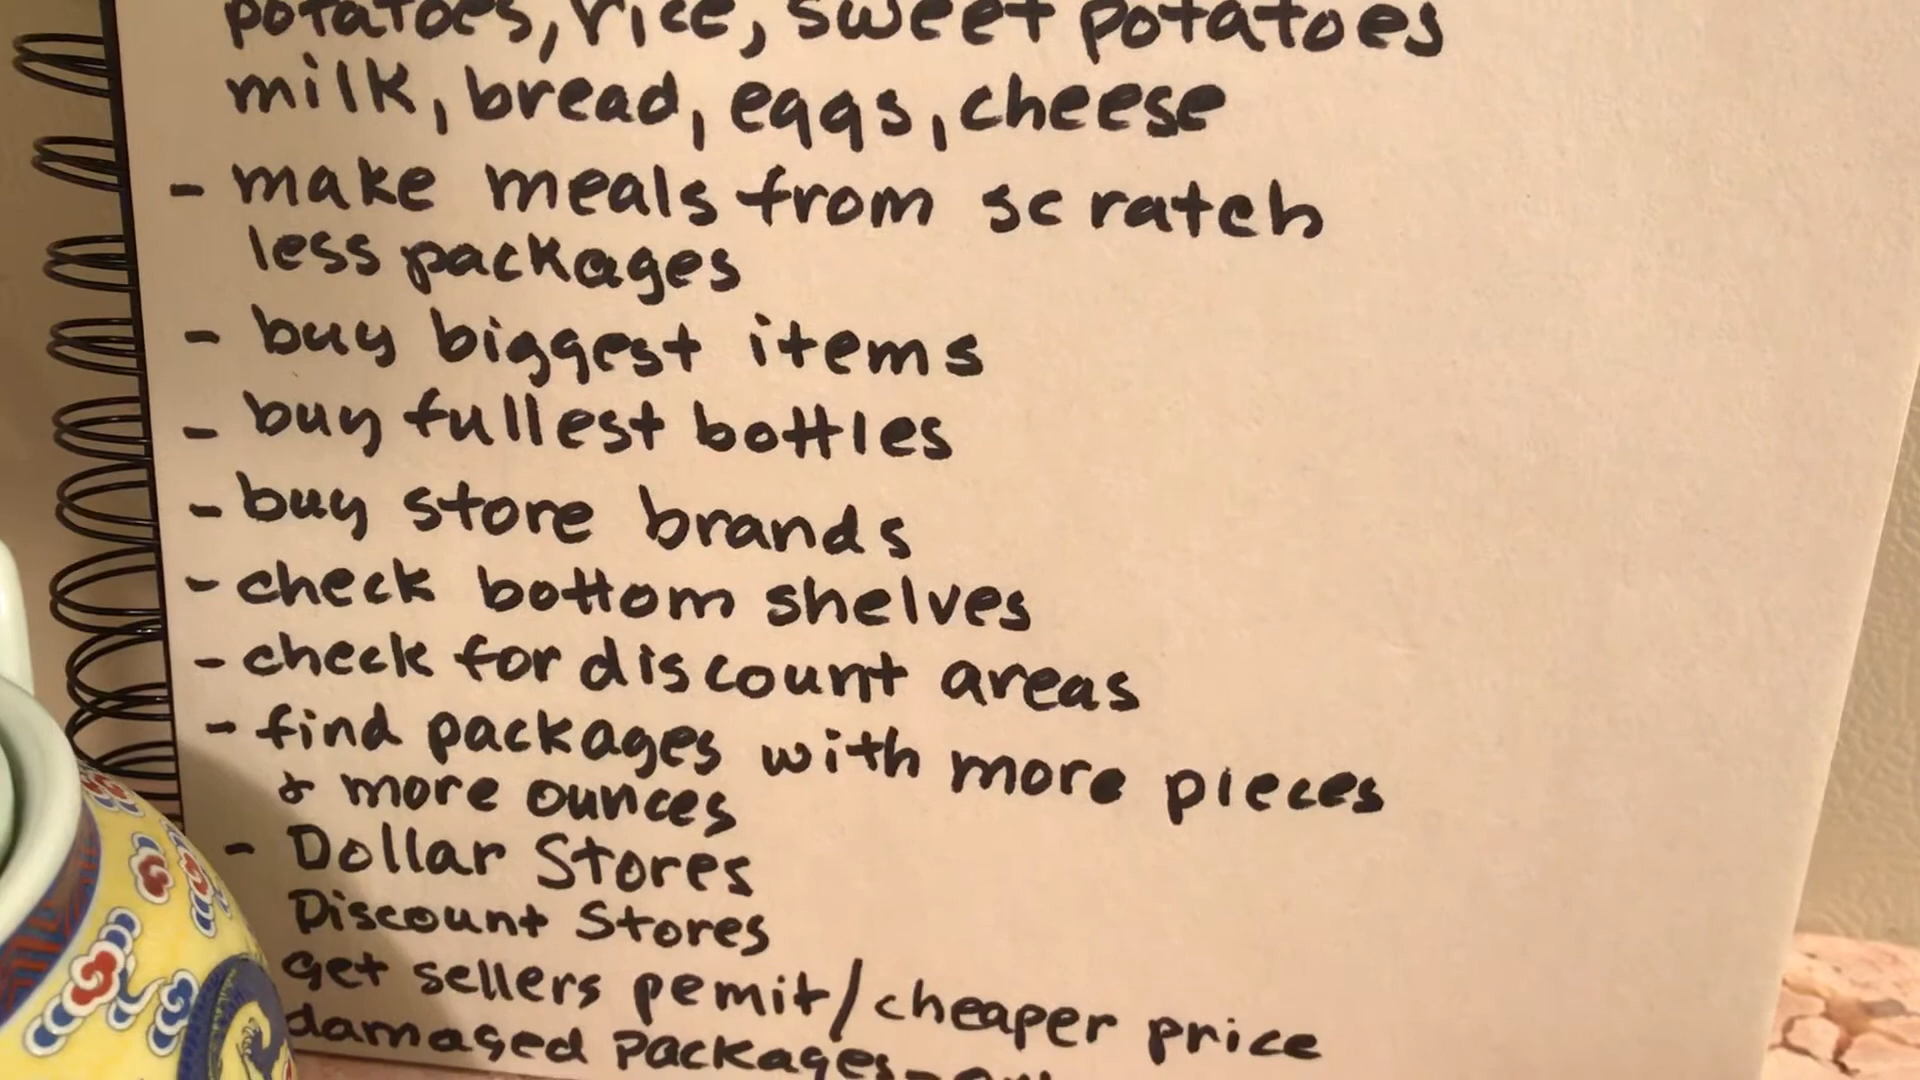 potatoes, rice, sweet potatoes
milk, bread, eggs, cheese
- make meals from scratch
less packages
- buy biggest items
- buy fullest bottles
- buy store brands
- check bottom shelves
- check for discount areas
- find packages with more pieces
& more ounces
- Dollar Stores
Discount Stores
get sellers pemit/cheaper price
damaged packages-